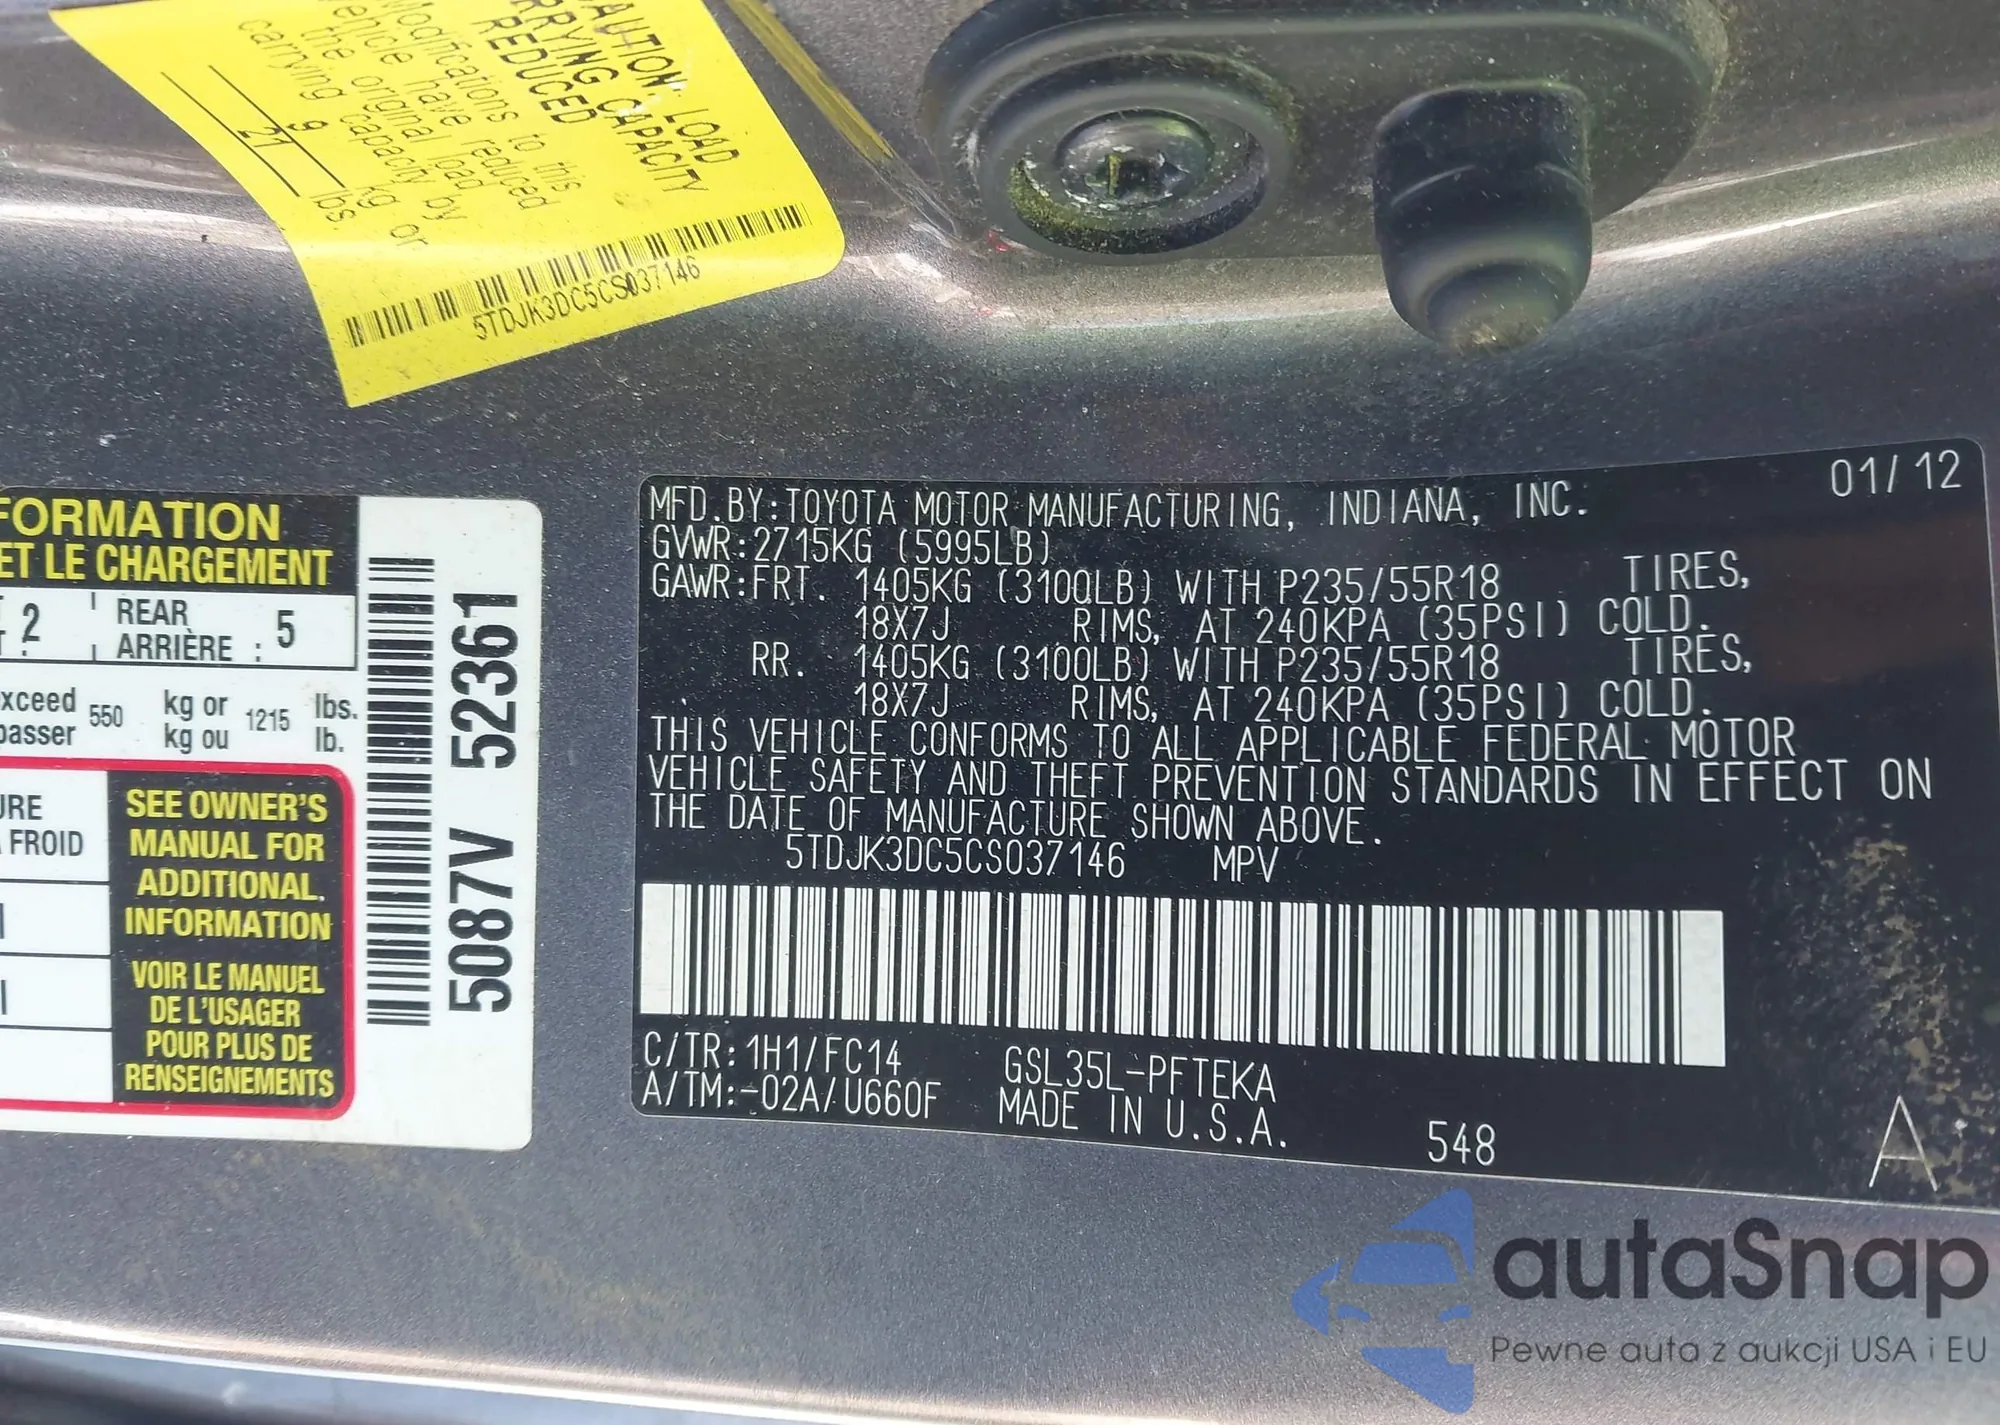 CAUTION: LOAD
RRYING CAPACITY
REDUCED
Modifications to this
vehicle have reduced
the original load
carrying capacity by
9 kg or
21 lbs
5TDJK3DC5CS037146
FORMATION
ET LE CHARGEMENT
2 REAR
ARRIÈRE : 5
xceed 550 kg or 1215 lbs.
passer kg ou lb.
URE
FROID
SEE OWNER'S
MANUAL FOR
ADDITIONAL
INFORMATION
VOIR LE MANUEL
DE L'USAGER
POUR PLUS DE
RENSEIGNEMENTS
5087V 52361
01/12
MFD.BY:TOYOTA MOTOR MANUFACTURING, INDIANA, INC.
GVWR:2715KG (5995LB)
GAWR:FRT. 1405KG (3100LB) WITH P235/55R18 TIRES,
18X7J RIMS, AT 240KPA (35PSI) COLD.
RR. 1405KG (3100LB) WITH P235/55R18 TIRES,
18X7J RIMS, AT 240KPA (35PSI) COLD.
THIS VEHICLE CONFORMS TO ALL APPLICABLE FEDERAL MOTOR
VEHICLE SAFETY AND THEFT PREVENTION STANDARDS IN EFFECT ON
THE DATE OF MANUFACTURE SHOWN ABOVE.
5TDJK3DC5CS037146 MPV
C/TR:1H1/FC14 GSL35L-PFTEKA
A/TM:-02A/U660F MADE IN U.S.A.
548
A
autaSnap
Pewne auta z aukcji USA i EU